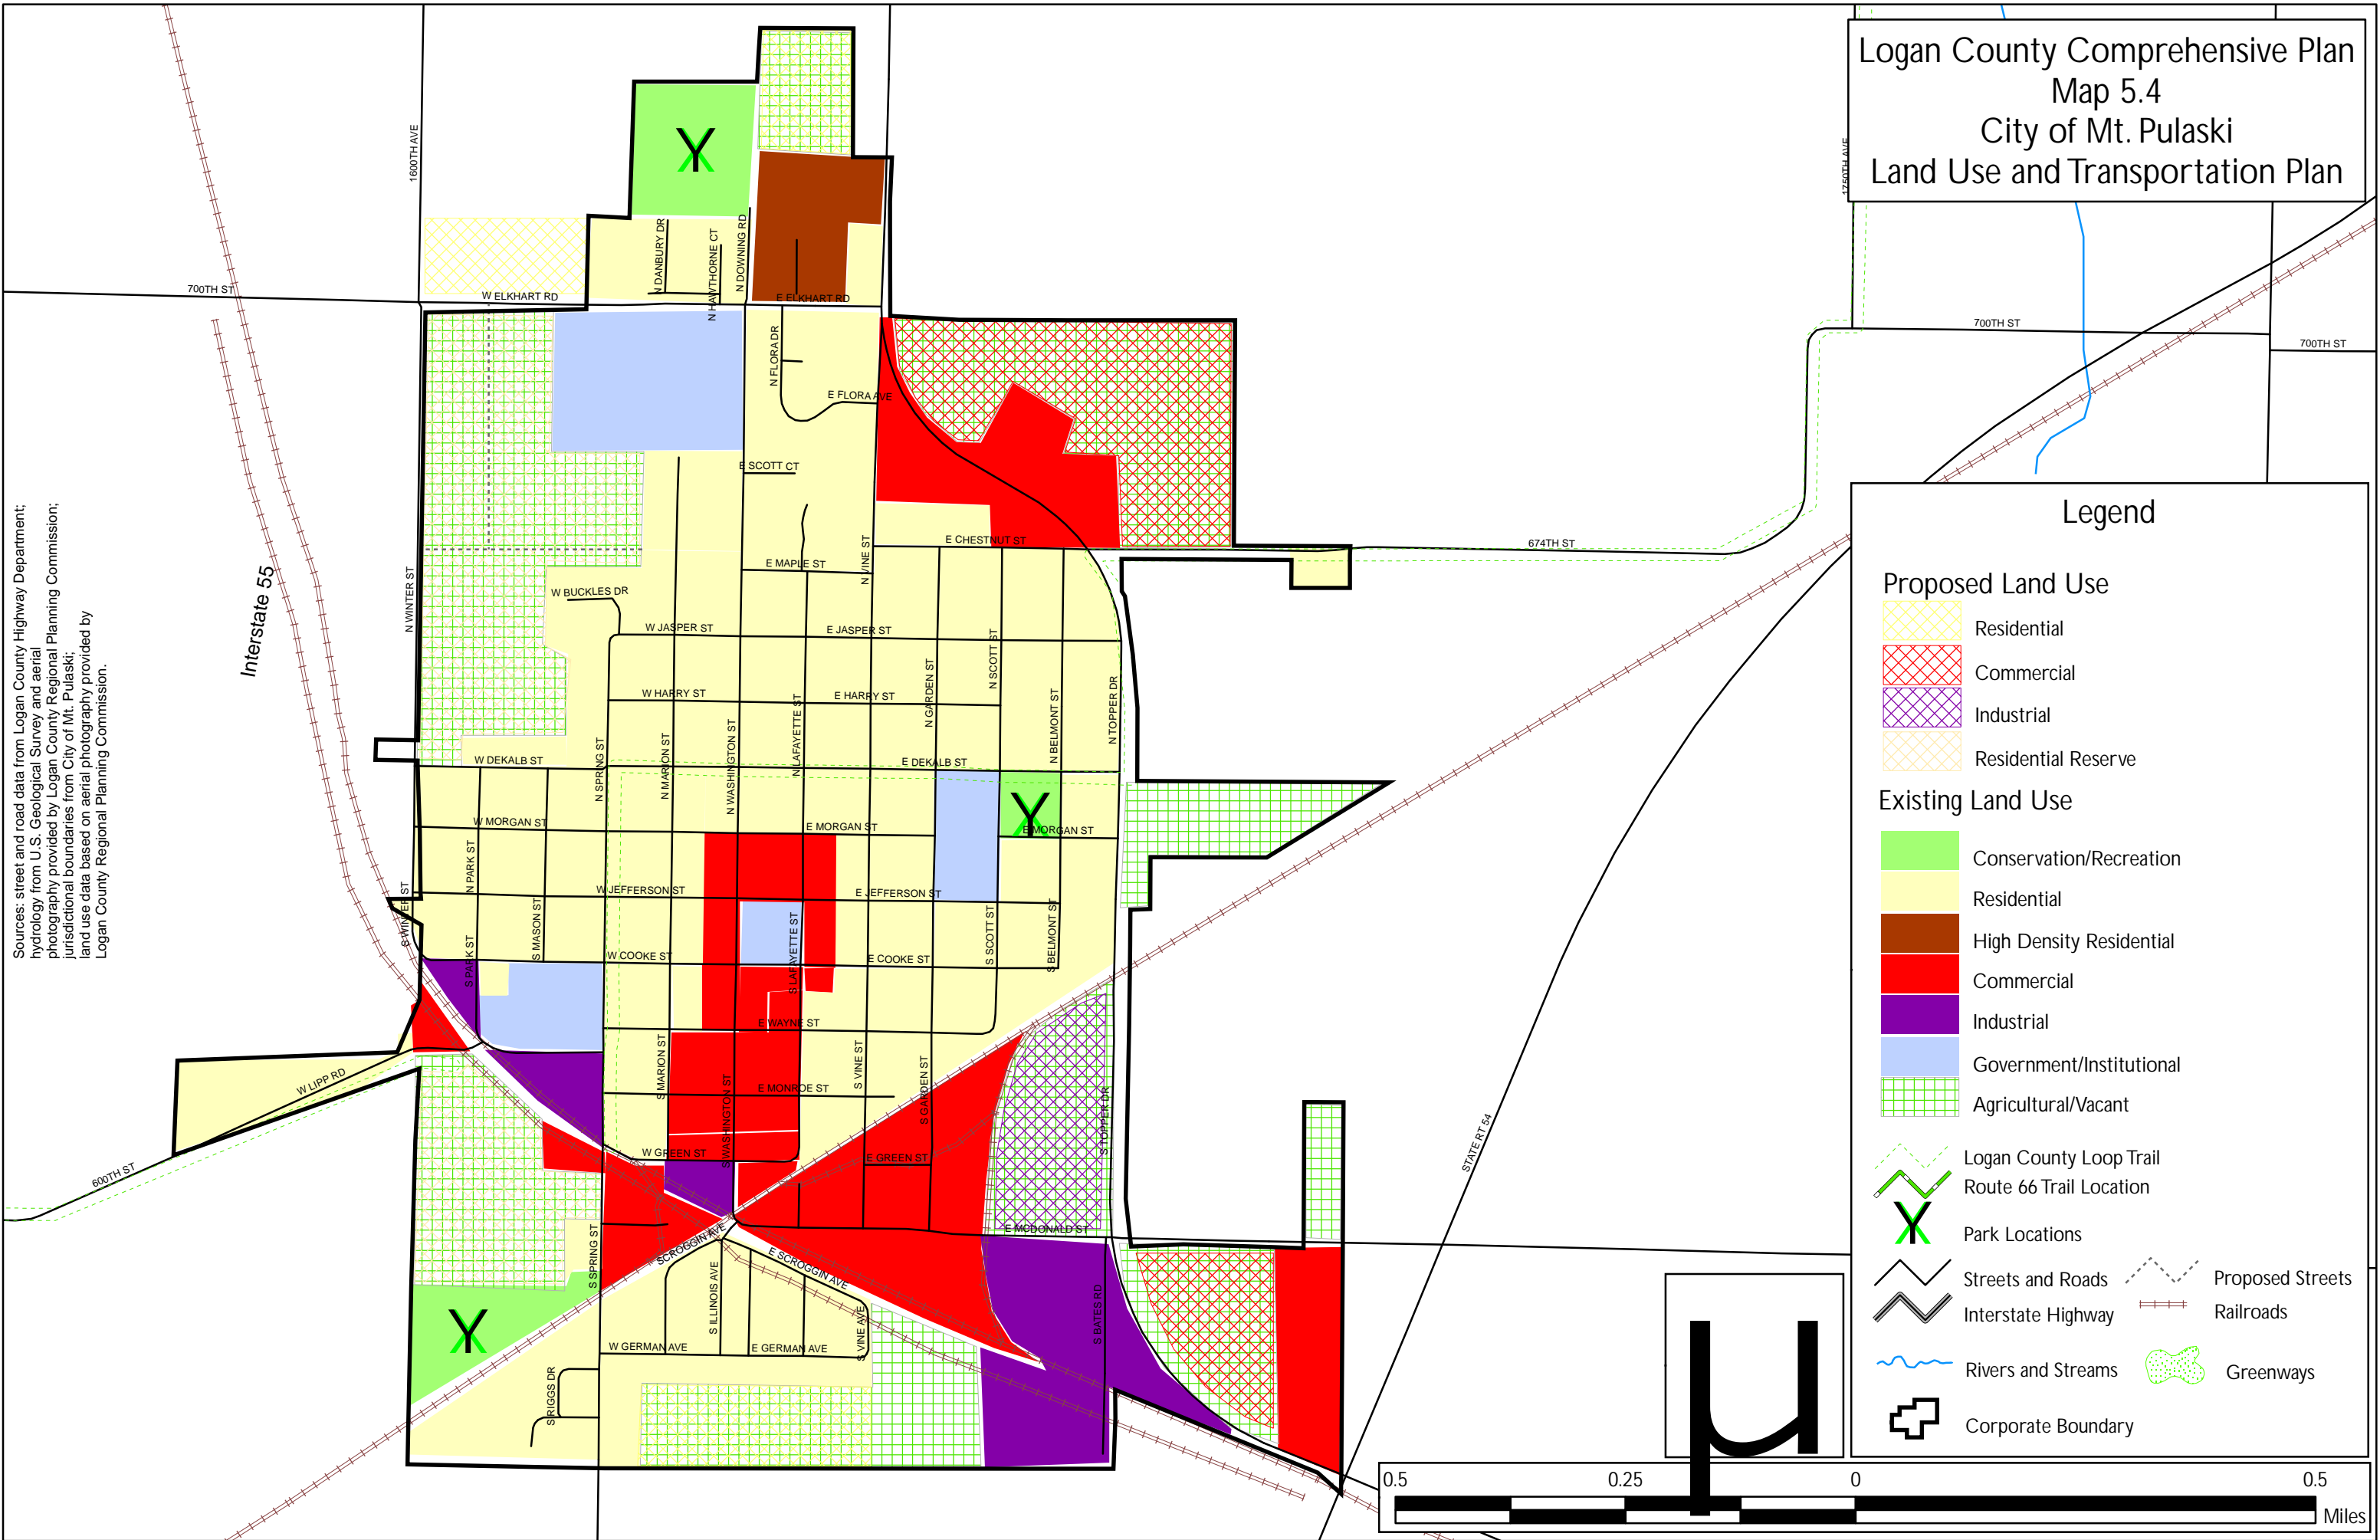 Logan County Comprehensive Plan
Map 5.4
City of Mt. Pulaski
Land Use and Transportation Plan
1600TH AVE
1750TH AVE
N DANBURY DR
N HAWTHORNE CT
N DOWNING RD
700TH ST
W ELKHART RD
E ELKHART RD
700TH ST
700TH ST
N FLORA DR
E FLORA AVE
E SCOTT CT
Sources: street and road data from Logan County Highway Department;
hydrology from U.S. Geological Survey and aerial
photography provided by Logan County Regional Planning Commission;
jurisdictional boundaries from City of Mt. Pulaski;
land use data based on aerial photography provided by
Logan County Regional Planning Commission.
Interstate 55
N WINTER ST
N VINE ST
E CHESTNUT ST
674TH ST
E MAPLE ST
W BUCKLES DR
W JASPER ST
E JASPER ST
N SCOTT ST
N GARDEN ST
W HARRY ST
E HARRY ST
N BELMONT ST
N TOPPER DR
N SPRING ST
N MARION ST
N WASHINGTON ST
N LAFAYETTE ST
W DEKALB ST
E DEKALB ST
W MORGAN ST
E MORGAN ST
E MORGAN ST
N PARK ST
W JEFFERSON ST
E JEFFERSON ST
S WINTER ST
S PARK ST
S MASON ST
S LAFAYETTE ST
S SCOTT ST
S BELMONT ST
W COOKE ST
E COOKE ST
E WAYNE ST
S MARION ST
S WASHINGTON ST
S VINE ST
S GARDEN ST
E MONROE ST
W LIPP RD
600TH ST
W GREEN ST
E GREEN ST
S TOPPER DR
STATE RT 54
E MCDONALD ST
S SPRING ST
SCROGGIN AVE
E SCROGGIN AVE
S ILLINOIS AVE
S VINE AVE
S BATES RD
W GERMAN AVE
E GERMAN AVE
S RIGGS DR
Legend
Proposed Land Use
Residential
Commercial
Industrial
Residential Reserve
Existing Land Use
Conservation/Recreation
Residential
High Density Residential
Commercial
Industrial
Government/Institutional
Agricultural/Vacant
Logan County Loop Trail
Route 66 Trail Location
Park Locations
Streets and Roads
Proposed Streets
Interstate Highway
Railroads
Rivers and Streams
Greenways
Corporate Boundary
µ
0.5 0.25 0 0.5
Miles